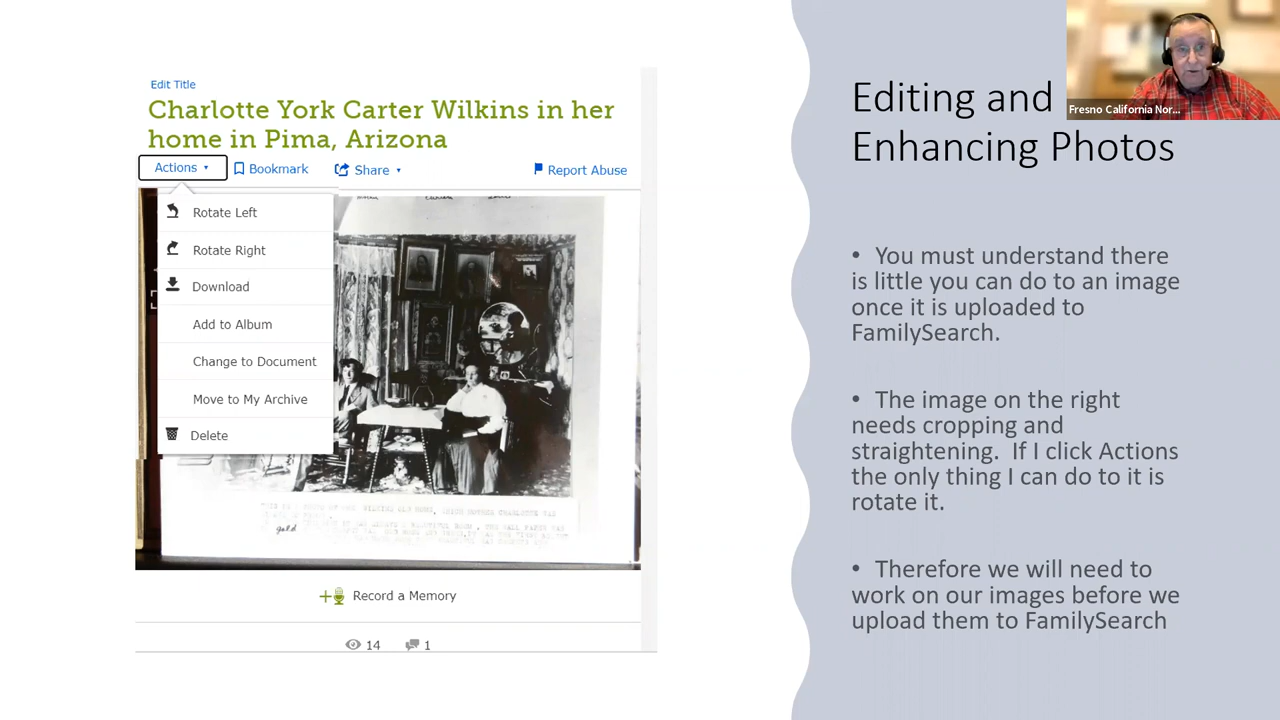 Edit Title
Charlotte York Carter Wilkins in her
home in Pima, Arizona
Actions
Bookmark
Share
Report Abuse
Rotate Left
Rotate Right
Download
Add to Album
Change to Document
Move to My Archive
Delete
gold
Record a Memory
14
1
Editing and
Enhancing Photos
Fresno California Nor...
• You must understand there
is little you can do to an image
once it is uploaded to
FamilySearch.
• The image on the right
needs cropping and
straightening. If I click Actions
the only thing I can do to it is
rotate it.
• Therefore we will need to
work on our images before we
upload them to FamilySearch